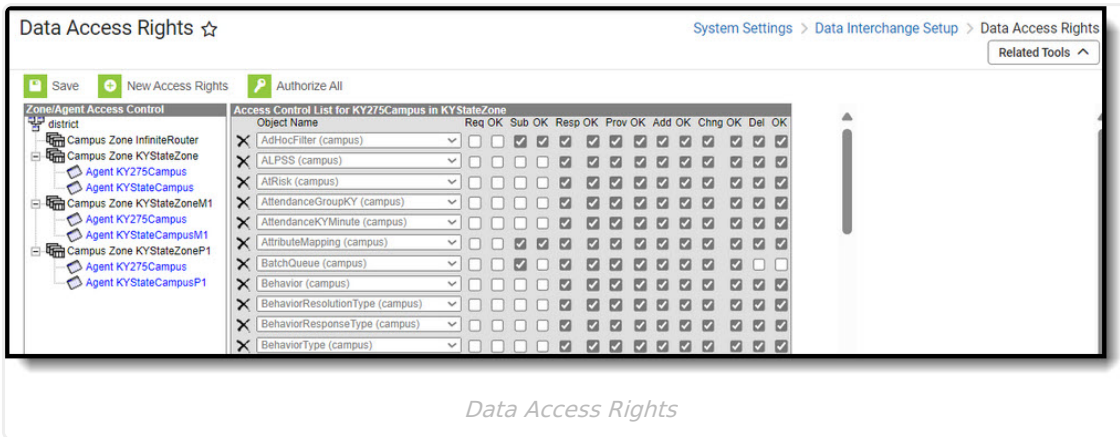 Data Access Rights
System Settings > Data Interchange Setup > Data Access Rights
Related Tools
Save New Access Rights Authorize All
Zone/Agent Access Control
district
Campus Zone InfiniteRouter
Campus Zone KYStateZone
Agent KY275Campus
Agent KYStateCampus
Campus Zone KYStateZoneM1
Agent KY275Campus
Agent KYStateCampusM1
Campus Zone KYStateZoneP1
Agent KY275Campus
Agent KYStateCampusP1
Access Control List for KY275Campus in KYStateZone
Object Name Req OK Sub OK Resp OK Prov OK Add OK Chng OK Del OK
AdHocFilter (campus)
ALPSS (campus)
AtRisk (campus)
AttendanceGroupKY (campus)
AttendanceKYMinute (campus)
AttributeMapping (campus)
BatchQueue (campus)
Behavior (campus)
BehaviorResolutionType (campus)
BehaviorResponseType (campus)
BehaviorType (campus)
Data Access Rights